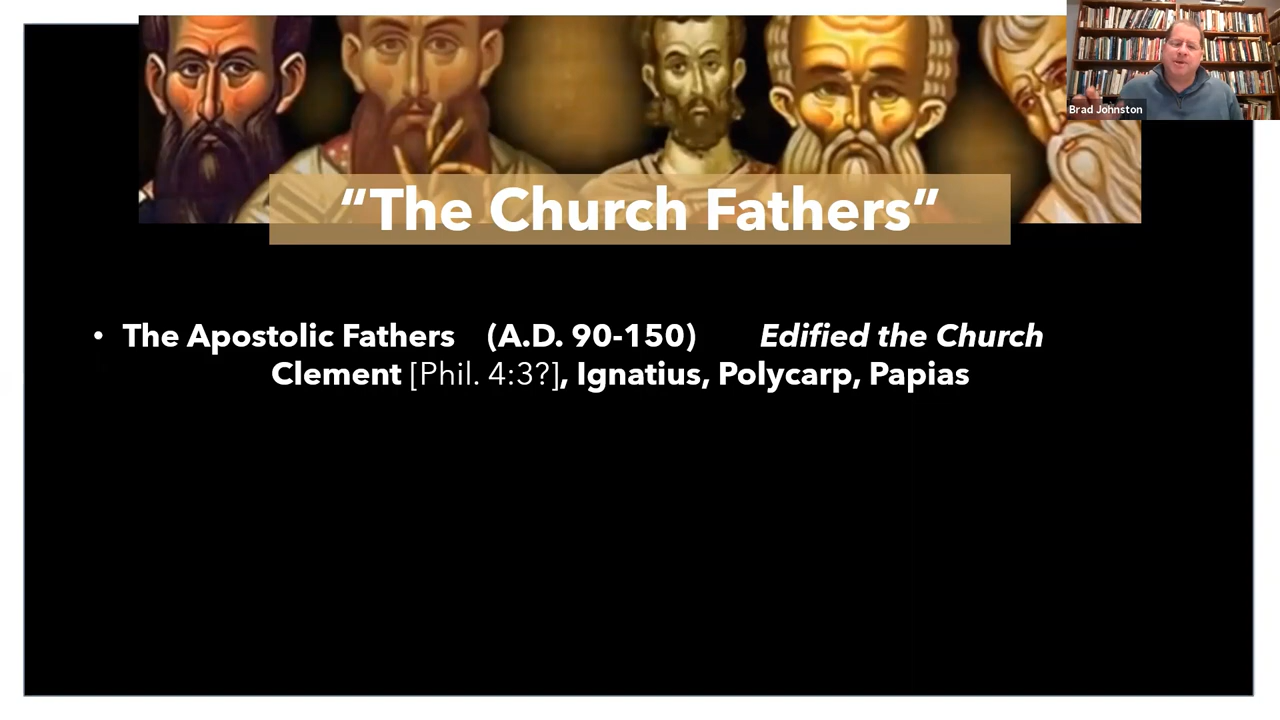 Brad Johnston
“The Church Fathers”
• The Apostolic Fathers (A.D. 90-150) Edified the Church
Clement [Phil. 4:3?], Ignatius, Polycarp, Papias